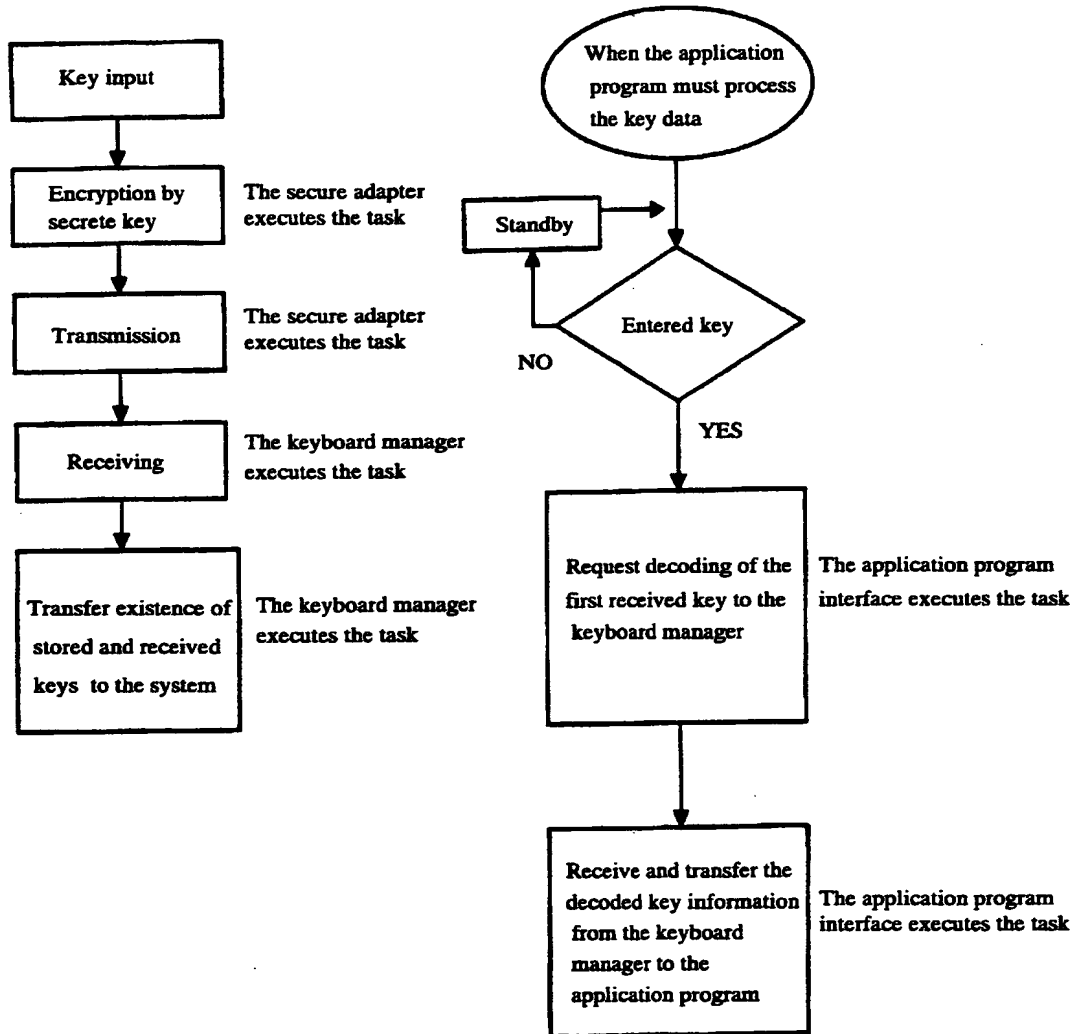 Key input
Encryption by
secrete key
The secure adapter
executes the task
Transmission
The secure adapter
executes the task
Receiving
The keyboard manager
executes the task
Transfer existence of
stored and received
keys to the system
The keyboard manager
executes the task
When the application
program must process
the key data
Standby
Entered key
NO
YES
Request decoding of the
first received key to the
keyboard manager
The application program
interface executes the task
Receive and transfer the
decoded key information
from the keyboard
manager to the
application program
The application program
interface executes the task